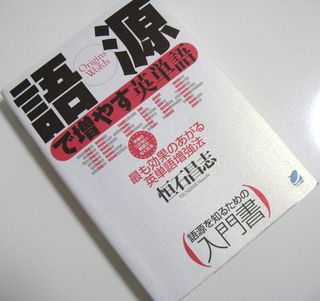 語源
Origins of Words
で増やす英単語
最も効果のあがる
英単語増強法
恒石昌志
TSUNEISHI Masashi
語源を知るための
入門書